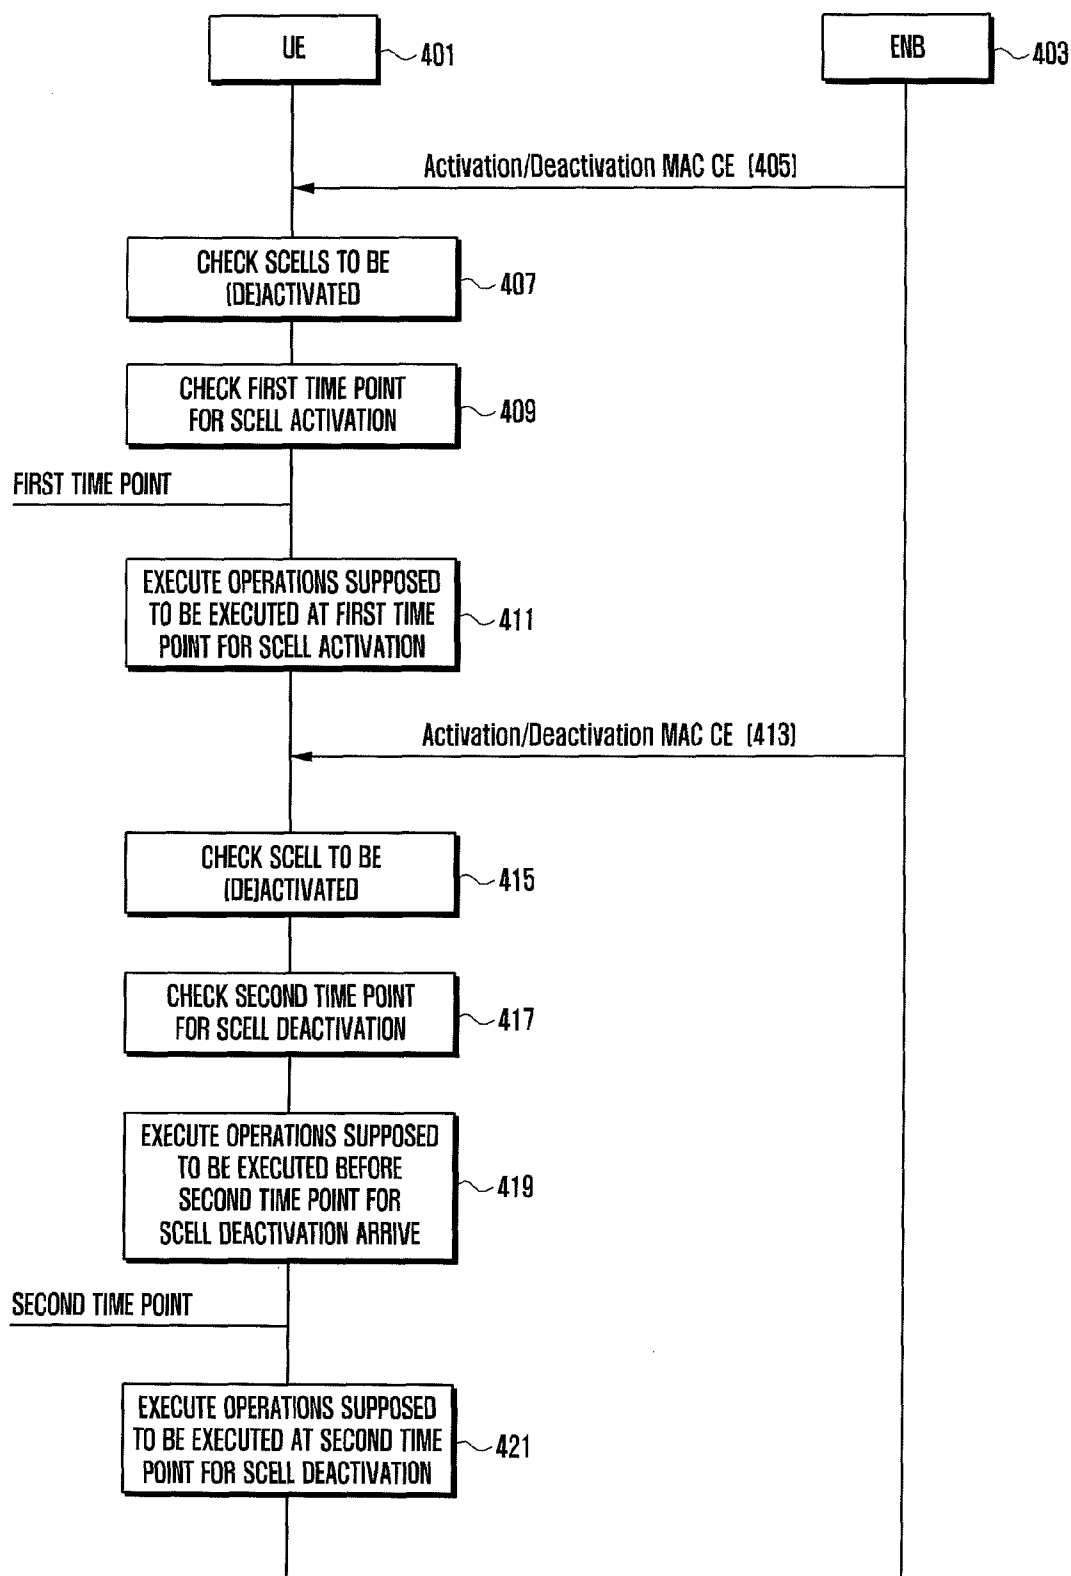 UE
401
ENB
403
Activation/Deactivation MAC CE (405)
CHECK SCELLS TO BE
(DE)ACTIVATED
407
CHECK FIRST TIME POINT
FOR SCELL ACTIVATION
409
FIRST TIME POINT
EXECUTE OPERATIONS SUPPOSED
TO BE EXECUTED AT FIRST TIME
POINT FOR SCELL ACTIVATION
411
Activation/Deactivation MAC CE (413)
CHECK SCELL TO BE
(DE)ACTIVATED
415
CHECK SECOND TIME POINT
FOR SCELL DEACTIVATION
417
EXECUTE OPERATIONS SUPPOSED
TO BE EXECUTED BEFORE
SECOND TIME POINT FOR
SCELL DEACTIVATION ARRIVE
419
SECOND TIME POINT
EXECUTE OPERATIONS SUPPOSED
TO BE EXECUTED AT SECOND TIME
POINT FOR SCELL DEACTIVATION
421